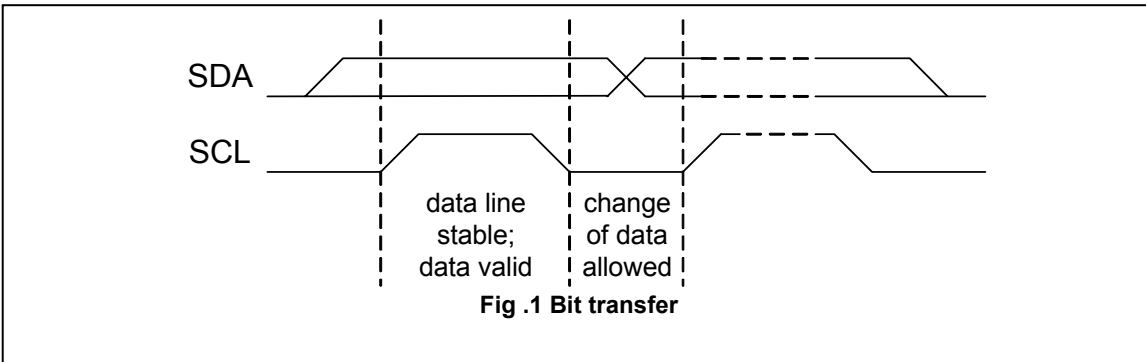 SDA
SCL
data line
stable;
data valid
change
of data
allowed
Fig .1 Bit transfer